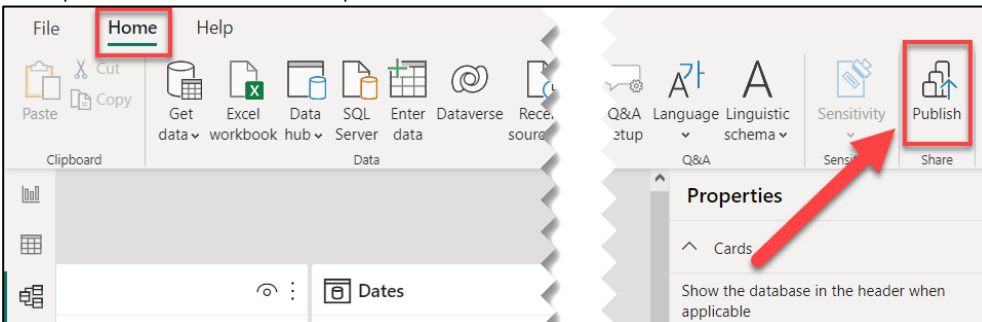 File Home Help
Cut
Copy
Paste
Get data
Excel workbook
Data hub
SQL Server
Enter data
Dataverse
Language
Linguistic schema
Sensitivity
Publish
Clipboard
Data
Q&A
Share
Properties
Cards
Dates
Show the database in the header when
applicable